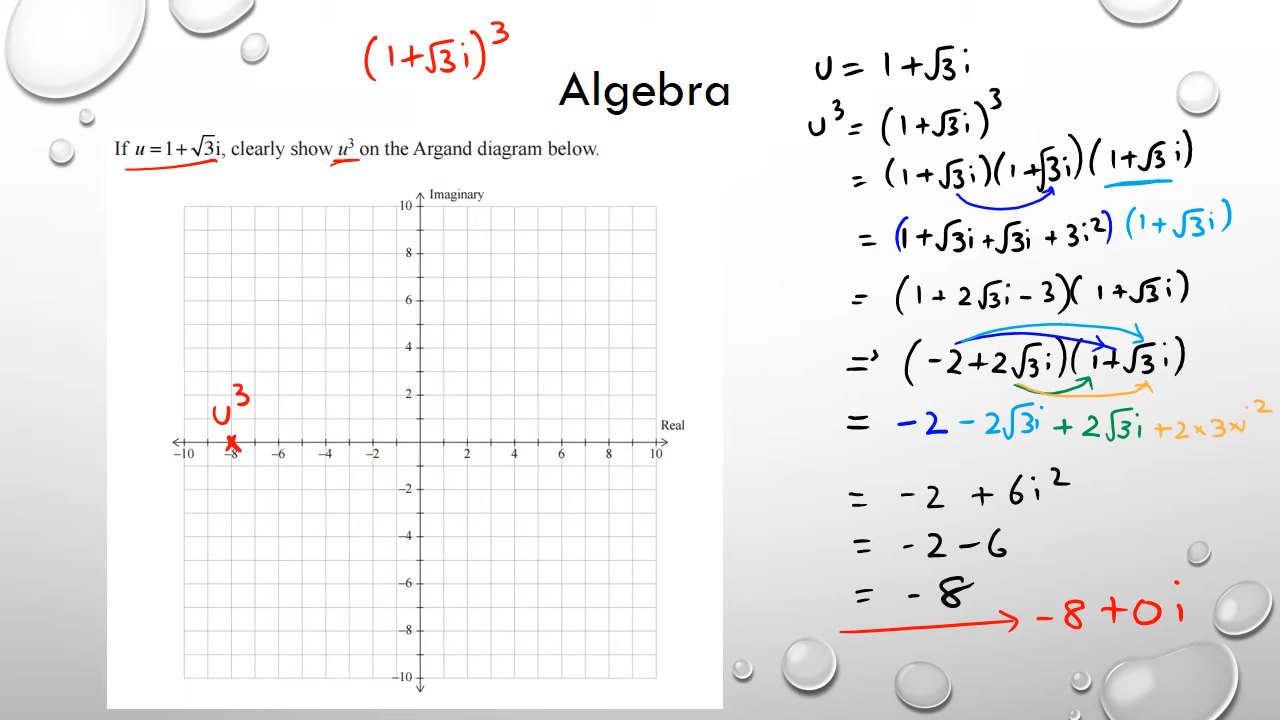 (1+√3i)³
Algebra
If u = 1 + √3i, clearly show u³ on the Argand diagram below.
Imaginary
10
8
6
4
2
u³
Real
−10 −8 −6 −4 −2 2 4 6 8 10
−2
−4
−6
−8
−10
u = 1+√3i
u³ = (1+√3i)³
= (1+√3i)(1+√3i)(1+√3i)
= (1+√3i+√3i+3i²)(1+√3i)
= (1+2√3i-3)(1+√3i)
= (-2+2√3i)(1+√3i)
= -2 -2√3i +2√3i +2×3×i²
= -2 + 6i²
= -2-6
= -8
-8+0i